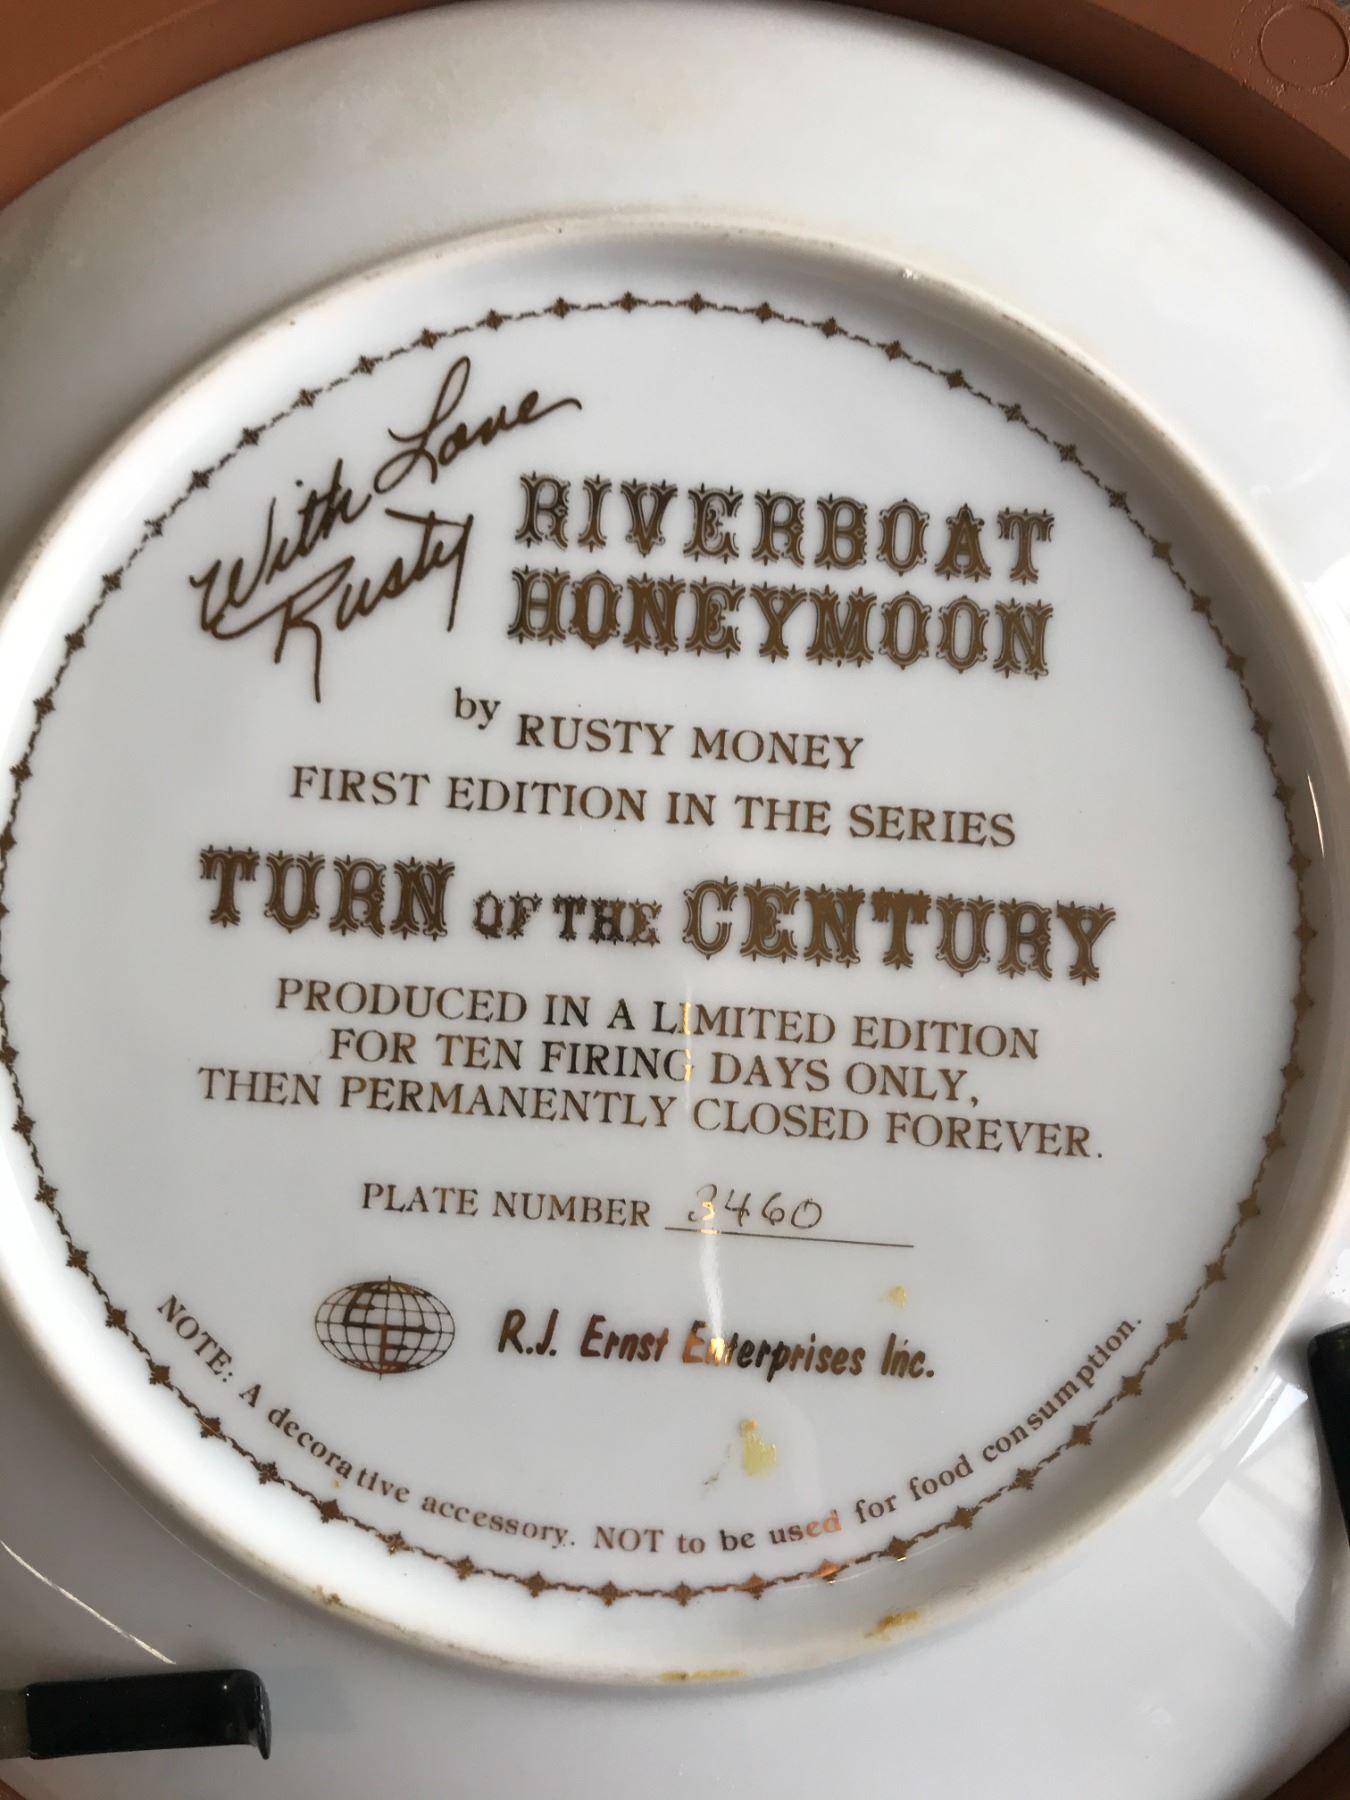 With Love
Rusty
RIVERBOAT
HONEYMOON
by RUSTY MONEY
FIRST EDITION IN THE SERIES
TURN OF THE CENTURY
PRODUCED IN A LIMITED EDITION
FOR TEN FIRING DAYS ONLY,
THEN PERMANENTLY CLOSED FOREVER.
PLATE NUMBER 3460
R.J. Ernst Enterprises Inc.
NOTE: A decorative accessory. NOT to be used for food consumption.